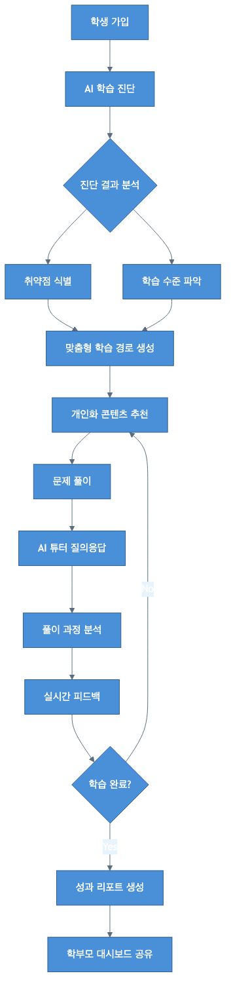 학생 가입
AI 학습 진단
진단 결과 분석
취약점 식별
학습 수준 파악
맞춤형 학습 경로 생성
개인화 콘텐츠 추천
문제 풀이
AI 튜터 질의응답
No
풀이 과정 분석
실시간 피드백
학습 완료?
Yes
성과 리포트 생성
학부모 대시보드 공유